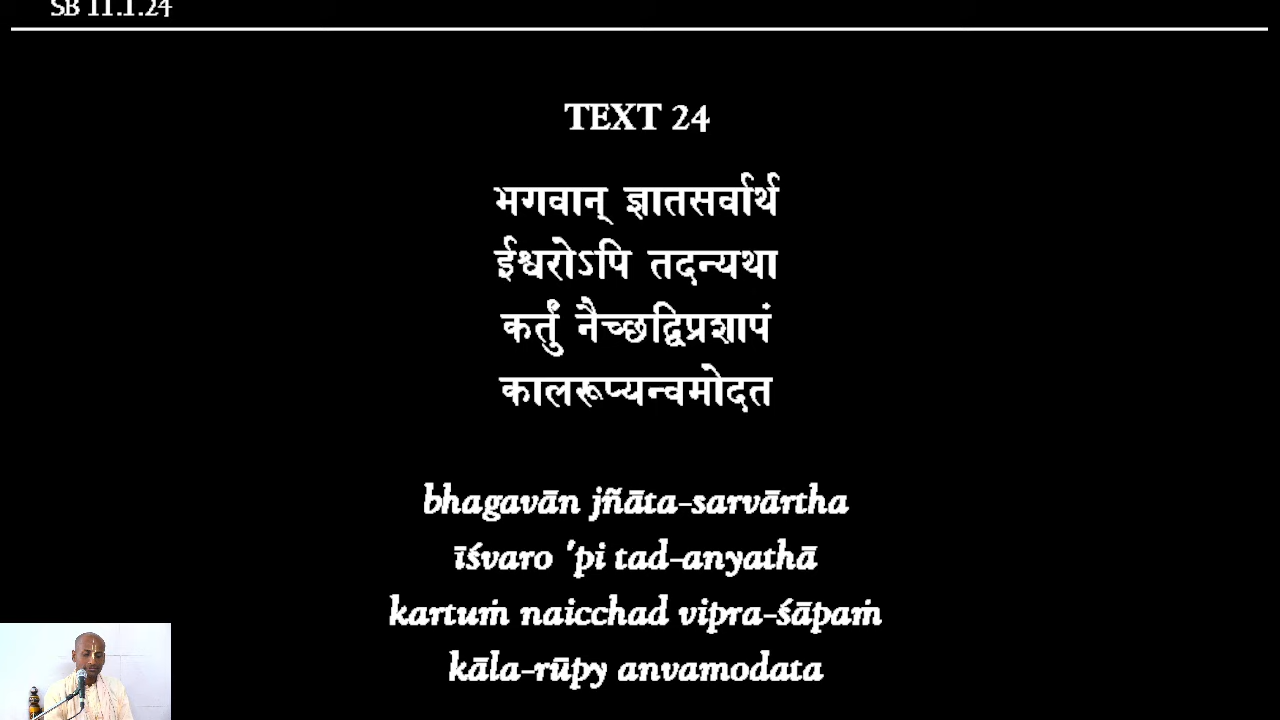 SB 11.1.24
TEXT 24
भगवान् ज्ञातसर्वार्थ
ईश्वरोऽपि तदन्यथा
कर्तुं नैच्छद्विप्रशापं
कालरूप्यन्वमोदत
bhagavān jñāta-sarvārtha
īśvaro 'pi tad-anyathā
kartuṁ naicchad vipra-śāpaṁ
kāla-rūpy anvamodata